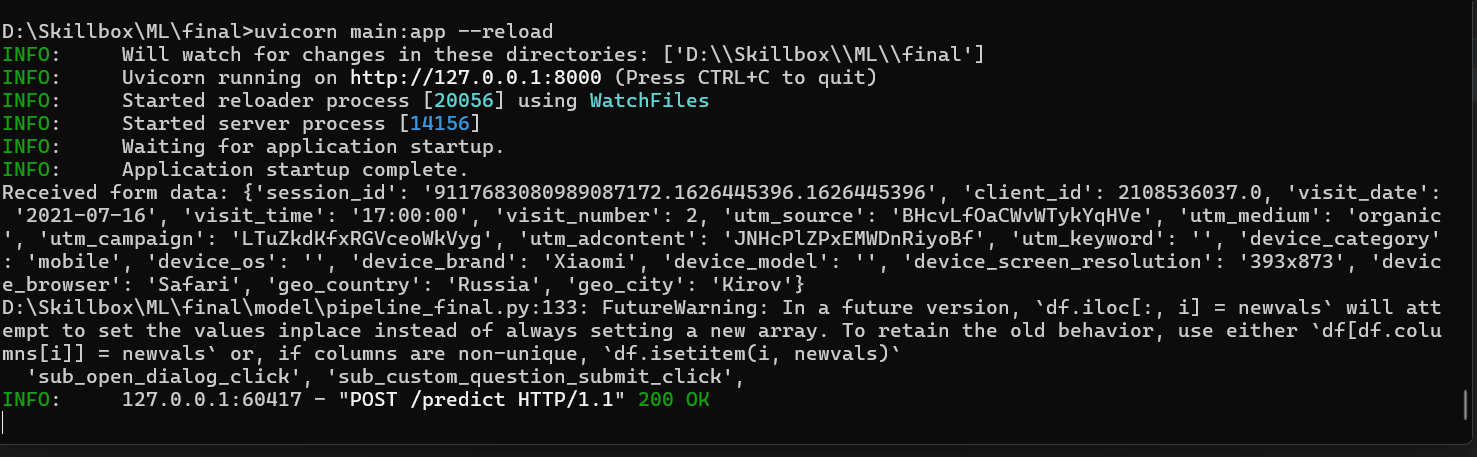 D:\Skillbox\ML\final>uvicorn main:app --reload
INFO:     Will watch for changes in these directories: ['D:\\Skillbox\\ML\\final']
INFO:     Uvicorn running on http://127.0.0.1:8000 (Press CTRL+C to quit)
INFO:     Started reloader process [20056] using WatchFiles
INFO:     Started server process [14156]
INFO:     Waiting for application startup.
INFO:     Application startup complete.
Received form data: {'session_id': '9117683080989087172.1626445396.1626445396', 'client_id': 2108536037.0, 'visit_date':
 '2021-07-16', 'visit_time': '17:00:00', 'visit_number': 2, 'utm_source': 'BHcvLfOaCWvWTykYqHVe', 'utm_medium': 'organic
', 'utm_campaign': 'LTuZkdKfxRGVceoWkVyg', 'utm_adcontent': 'JNHcPlZPxEMWDnRiyoBf', 'utm_keyword': '', 'device_category'
: 'mobile', 'device_os': '', 'device_brand': 'Xiaomi', 'device_model': '', 'device_screen_resolution': '393x873', 'devic
e_browser': 'Safari', 'geo_country': 'Russia', 'geo_city': 'Kirov'}
D:\Skillbox\ML\final\model\pipeline_final.py:133: FutureWarning: In a future version, `df.iloc[:, i] = newvals` will att
empt to set the values inplace instead of always setting a new array. To retain the old behavior, use either `df[df.colu
mns[i]] = newvals` or, if columns are non-unique, `df.isetitem(i, newvals)`
  'sub_open_dialog_click', 'sub_custom_question_submit_click',
INFO:     127.0.0.1:60417 - "POST /predict HTTP/1.1" 200 OK